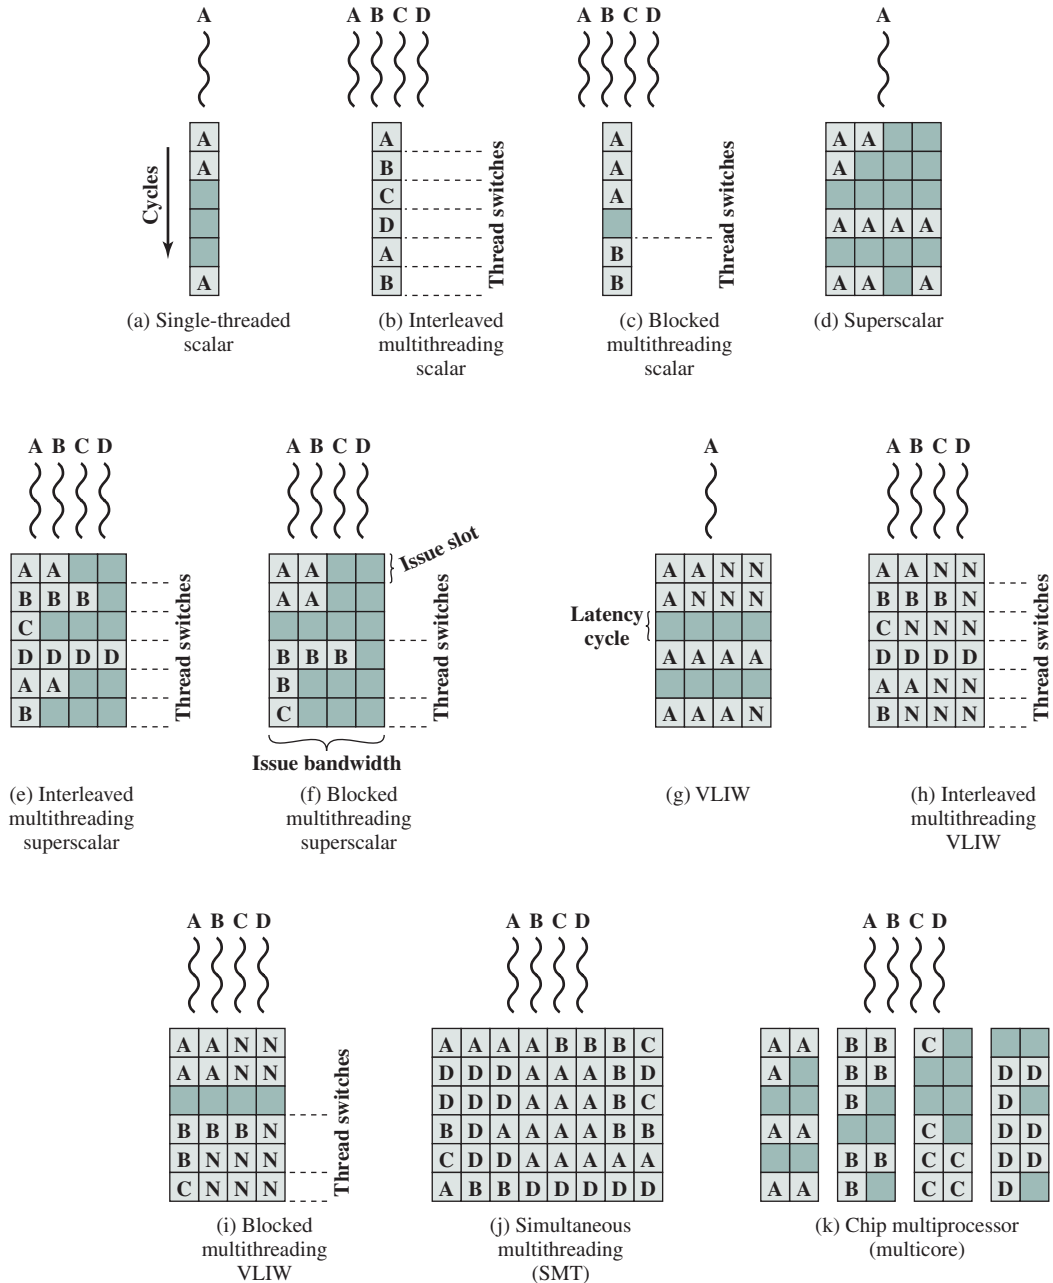 A
A B C D
A B C D
A
Cycles
A
A
A
A
B
C
D
A
B
Thread switches
A
A
A
B
B
Thread switches
A A
A
A A A A
A A A
(a) Single-threaded
scalar
(b) Interleaved
multithreading
scalar
(c) Blocked
multithreading scalar
(d) Superscalar
A B C D
A B C D
A
A B C D
A A
B B B
C
D D D D
A A
B
Thread switches
Issue slot
A A
A A
B B B
B
C
Thread switches
Issue bandwidth
Latency
cycle
A A N N
A N N N
A A A A
A A A N
A A N N
B B B N
C N N N
D D D D
A A N N
B N N N
Thread switches
(e) Interleaved
multithreading
superscalar
(f) Blocked
multithreading
superscalar
(g) VLIW
(h) Interleaved
multithreading
VLIW
A B C D
A B C D
A B C D
A A N N
A A N N
B B B N
B N N N
C N N N
Thread switches
A A A A B B B C
D D D A A A B D
D D D A A A B C
B D A A A A B B
C D D A A A A A
A B B D D D D D
A A
A
A A
A A
B B
B B
B
B B
B
C
C
C C
C C
D D
D
D D
D D
D
(i) Blocked
multithreading
VLIW
(j) Simultaneous
multithreading
(SMT)
(k) Chip multiprocessor
(multicore)